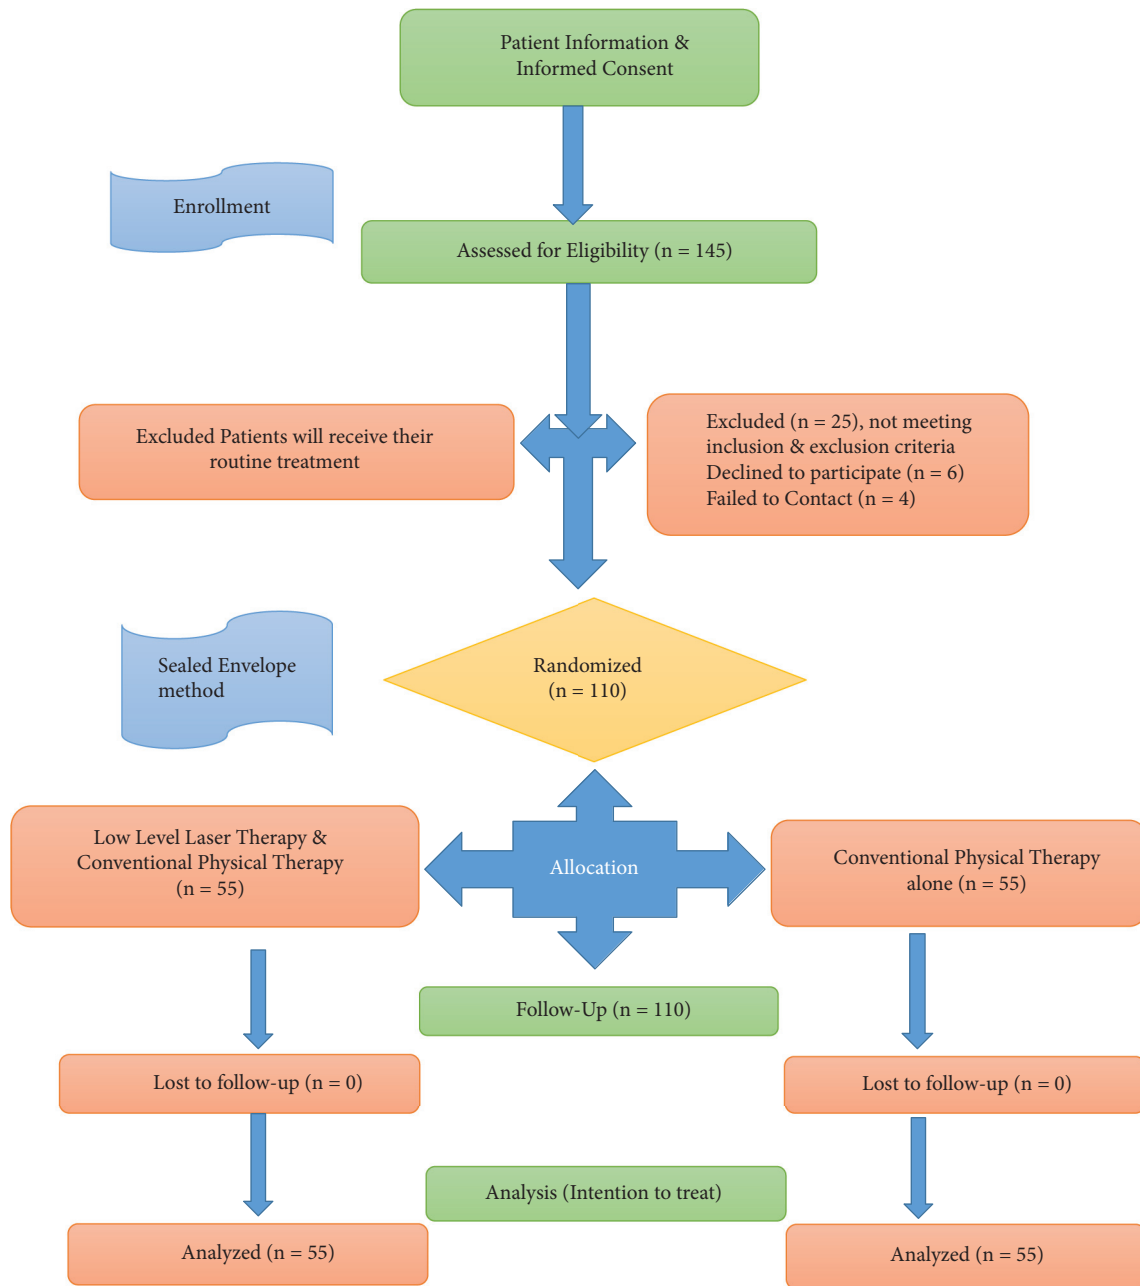 Patient Information &
Informed Consent
Enrollment
Assessed for Eligibility (n = 145)
Excluded Patients will receive their
routine treatment
Excluded (n = 25), not meeting
inclusion & exclusion criteria
Declined to participate (n = 6)
Failed to Contact (n = 4)
Sealed Envelope
method
Randomized
(n = 110)
Low Level Laser Therapy &
Conventional Physical Therapy
(n = 55)
Allocation
Conventional Physical Therapy
alone (n = 55)
Follow-Up (n = 110)
Lost to follow-up (n = 0)
Lost to follow-up (n = 0)
Analysis (Intention to treat)
Analyzed (n = 55)
Analyzed (n = 55)